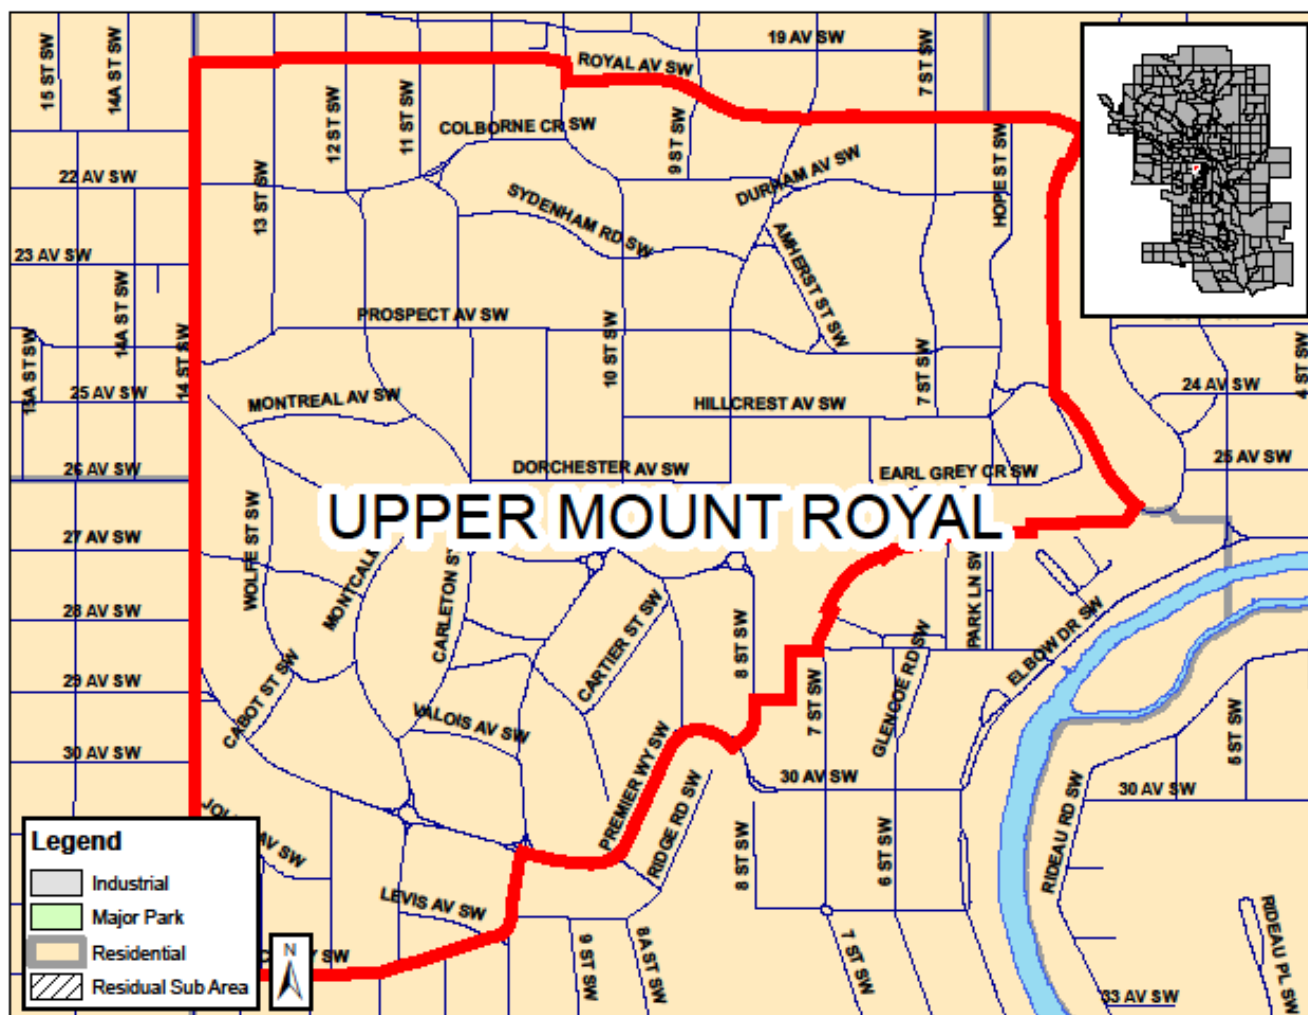 19 AV SW
ROYAL AV SW
15 ST SW
14A ST SW
7 ST SW
12 ST SW
11 ST SW
COLBORNE CR SW
9 ST SW
DURHAM AV SW
HOPE ST SW
22 AV SW
13 ST SW
SYDENHAM RD SW
AMHERST ST SW
23 AV SW
14A ST SW
PROSPECT AV SW
10 ST SW
14 ST SW
15A ST SW
7 ST SW
4 ST SW
24 AV SW
25 AV SW
MONTREAL AV SW
HILLCREST AV SW
26 AV SW
DORCHESTER AV SW
EARL GREY CR SW
25 AV SW
UPPER MOUNT ROYAL
WOLFE ST SW
27 AV SW
MONTCALM
CARLETON ST
PARK LN SW
28 AV SW
CARTIER ST SW
8 ST SW
ELBOW DR SW
29 AV SW
CABOT ST SW
VALOIS AV SW
7 ST SW
GLENCOE RD SW
5 ST SW
30 AV SW
PREMIER WY SW
RIDGE RD SW
30 AV SW
30 AV SW
RIDEAU RD SW
8 ST SW
6 ST SW
AV SW
LEVIS AV SW
9 ST SW
8A ST SW
7 ST SW
RIDEAU PL SW
33 AV SW
Y SW
N
Legend
Industrial
Major Park
Residential
Residual Sub Area